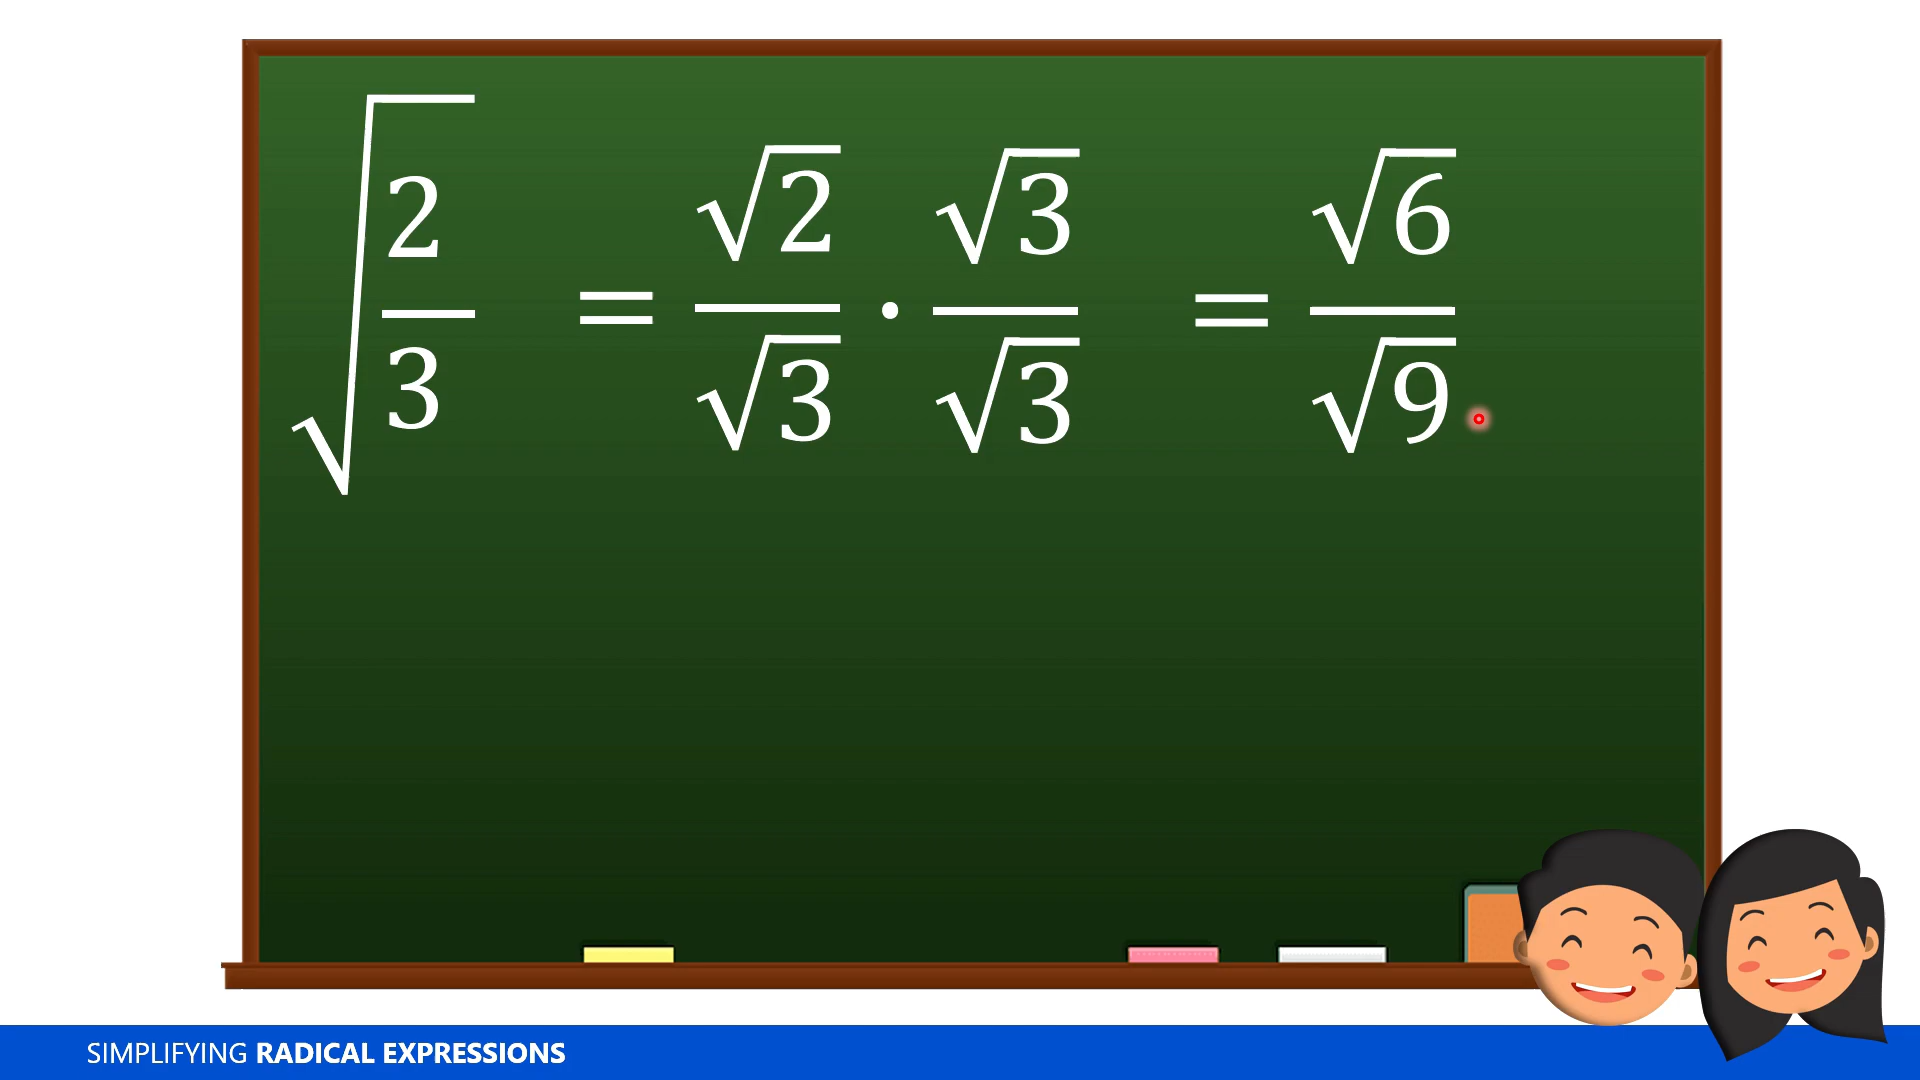 √(2/3) = √2/√3 · √3/√3 = √6/√9
SIMPLIFYING RADICAL EXPRESSIONS